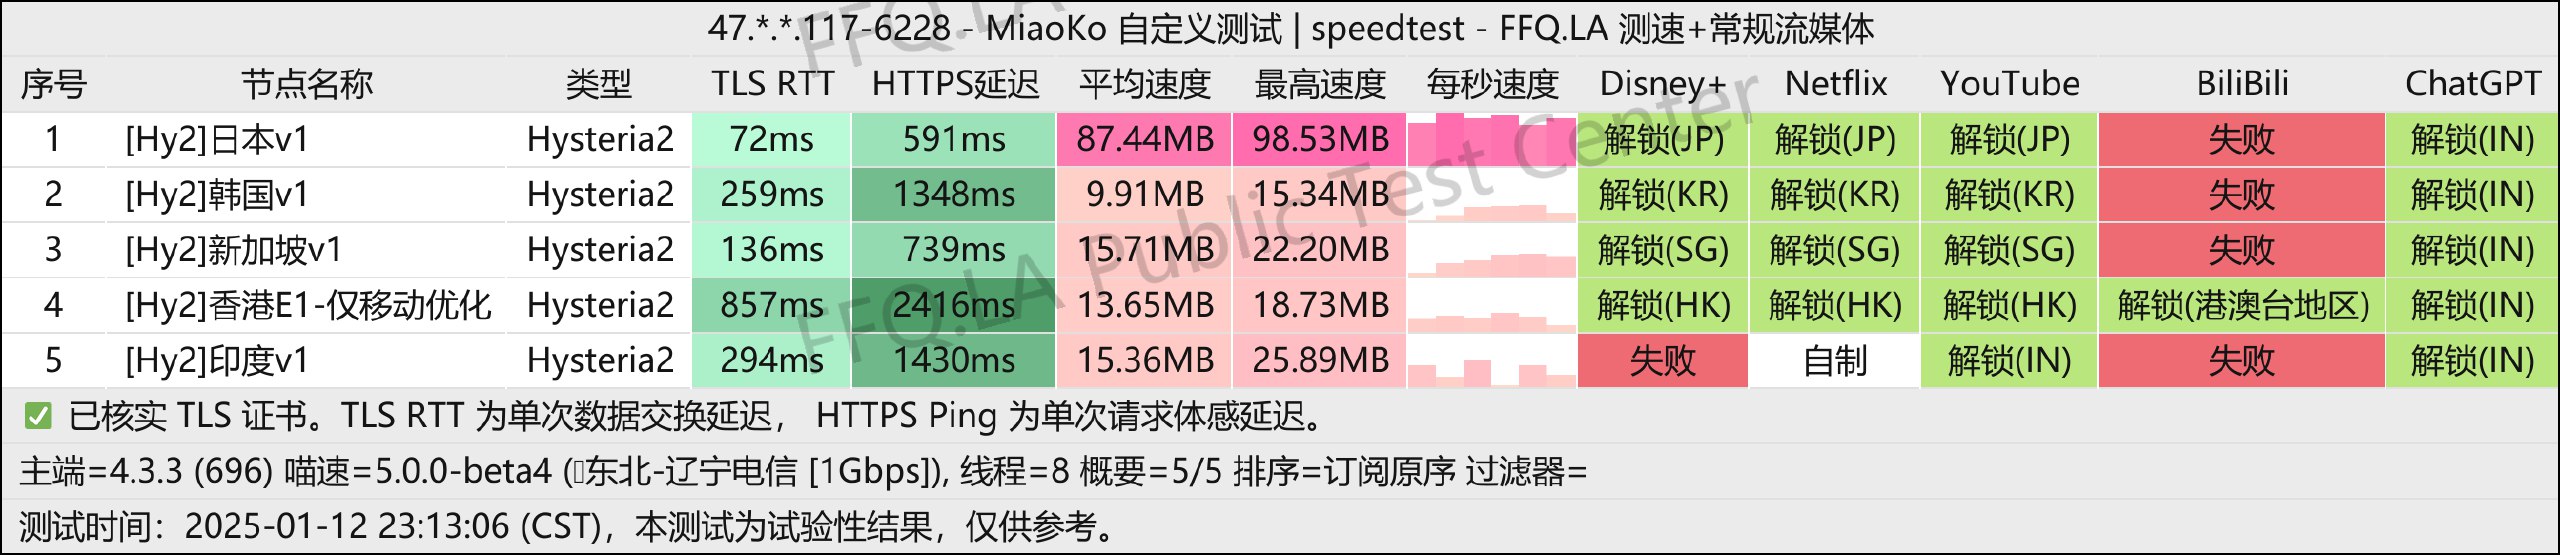 47.*.*.117-6228 - MiaoKo 自定义测试 | speedtest - FFQ.LA 测速+常规流媒体
序号 节点名称 类型 TLS RTT HTTPS延迟 平均速度 最高速度 每秒速度 Disney+ Netflix YouTube BiliBili ChatGPT
1 [Hy2]日本v1 Hysteria2 72ms 591ms 87.44MB 98.53MB 解锁(JP) 解锁(JP) 解锁(JP) 失败 解锁(IN)
2 [Hy2]韩国v1 Hysteria2 259ms 1348ms 9.91MB 15.34MB 解锁(KR) 解锁(KR) 解锁(KR) 失败 解锁(IN)
3 [Hy2]新加坡v1 Hysteria2 136ms 739ms 15.71MB 22.20MB 解锁(SG) 解锁(SG) 解锁(SG) 失败 解锁(IN)
4 [Hy2]香港E1-仅移动优化 Hysteria2 857ms 2416ms 13.65MB 18.73MB 解锁(HK) 解锁(HK) 解锁(HK) 解锁(港澳台地区) 解锁(IN)
5 [Hy2]印度v1 Hysteria2 294ms 1430ms 15.36MB 25.89MB 失败 自制 解锁(IN) 失败 解锁(IN)
✅ 已核实 TLS 证书。TLS RTT 为单次数据交换延迟， HTTPS Ping 为单次请求体感延迟。
主端=4.3.3 (696) 喵速=5.0.0-beta4 (东北-辽宁电信 [1Gbps]), 线程=8 概要=5/5 排序=订阅原序 过滤器=
测试时间：2025-01-12 23:13:06 (CST)，本测试为试验性结果，仅供参考。
FFQ.LA Public Test Center
FFQ.LA